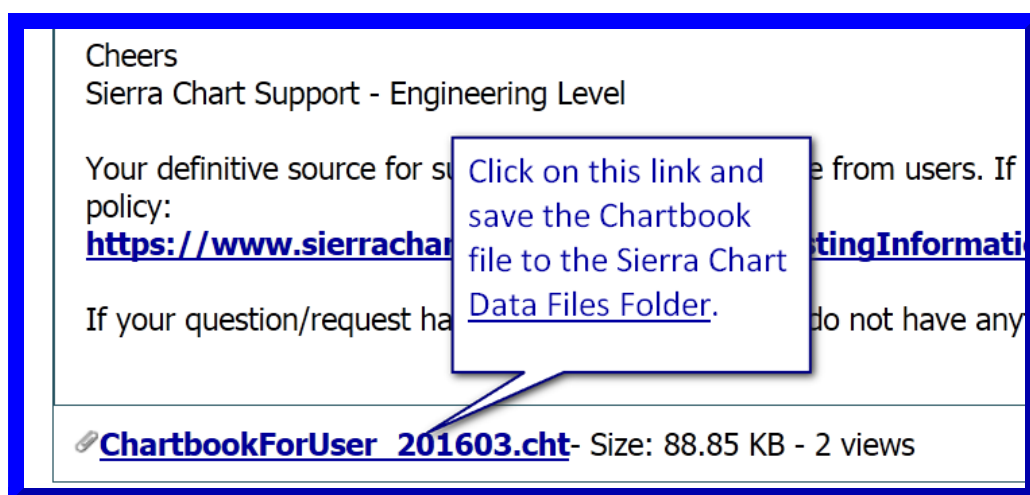 Cheers
Sierra Chart Support - Engineering Level
Your definitive source for su
e from users. If
policy:
https://www.sierrachar
stingInformati
If your question/request ha
do not have any
Click on this link and
save the Chartbook
file to the Sierra Chart
Data Files Folder.
ChartbookForUser_201603.cht- Size: 88.85 KB - 2 views